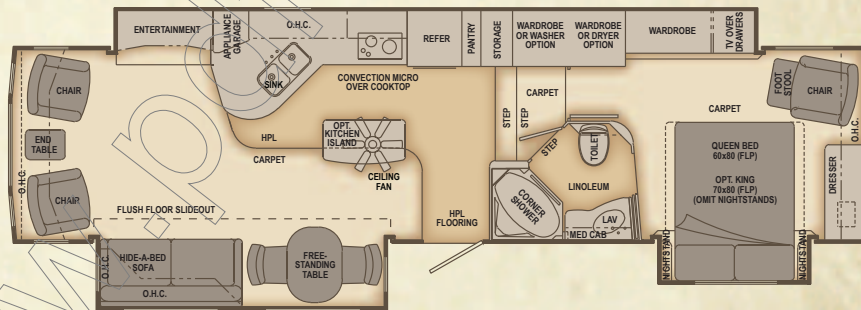 ENTERTAINMENT
APPLIANCE
GARAGE
O.H.C.
REFER
PANTRY
STORAGE
WARDROBE
OR WASHER
OPTION
WARDROBE
OR DRYER
OPTION
WARDROBE
TV OVER
DRAWERS
CHAIR
SINK
CONVECTION MICRO
OVER COOKTOP
STEP
STEP
CARPET
FOOT
STOOL
CHAIR
CARPET
O.H.C.
END
TABLE
HPL
CARPET
OPT.
KITCHEN
ISLAND
CEILING
FAN
STEP
TOILET
QUEEN BED
60x80 (FLP)
OPT. KING
70x80 (FLP)
(OMIT NIGHTSTANDS)
DRESSER
O.H.C.
CHAIR
LINOLEUM
CORNER
SHOWER
LAV
MED CAB
FLUSH FLOOR SLIDEOUT
HPL
FLOORING
O.H.C.
HIDE-A-BED
SOFA
O.H.C.
FREE-
STANDING
TABLE
NIGHTSTAND
NIGHTSTAND